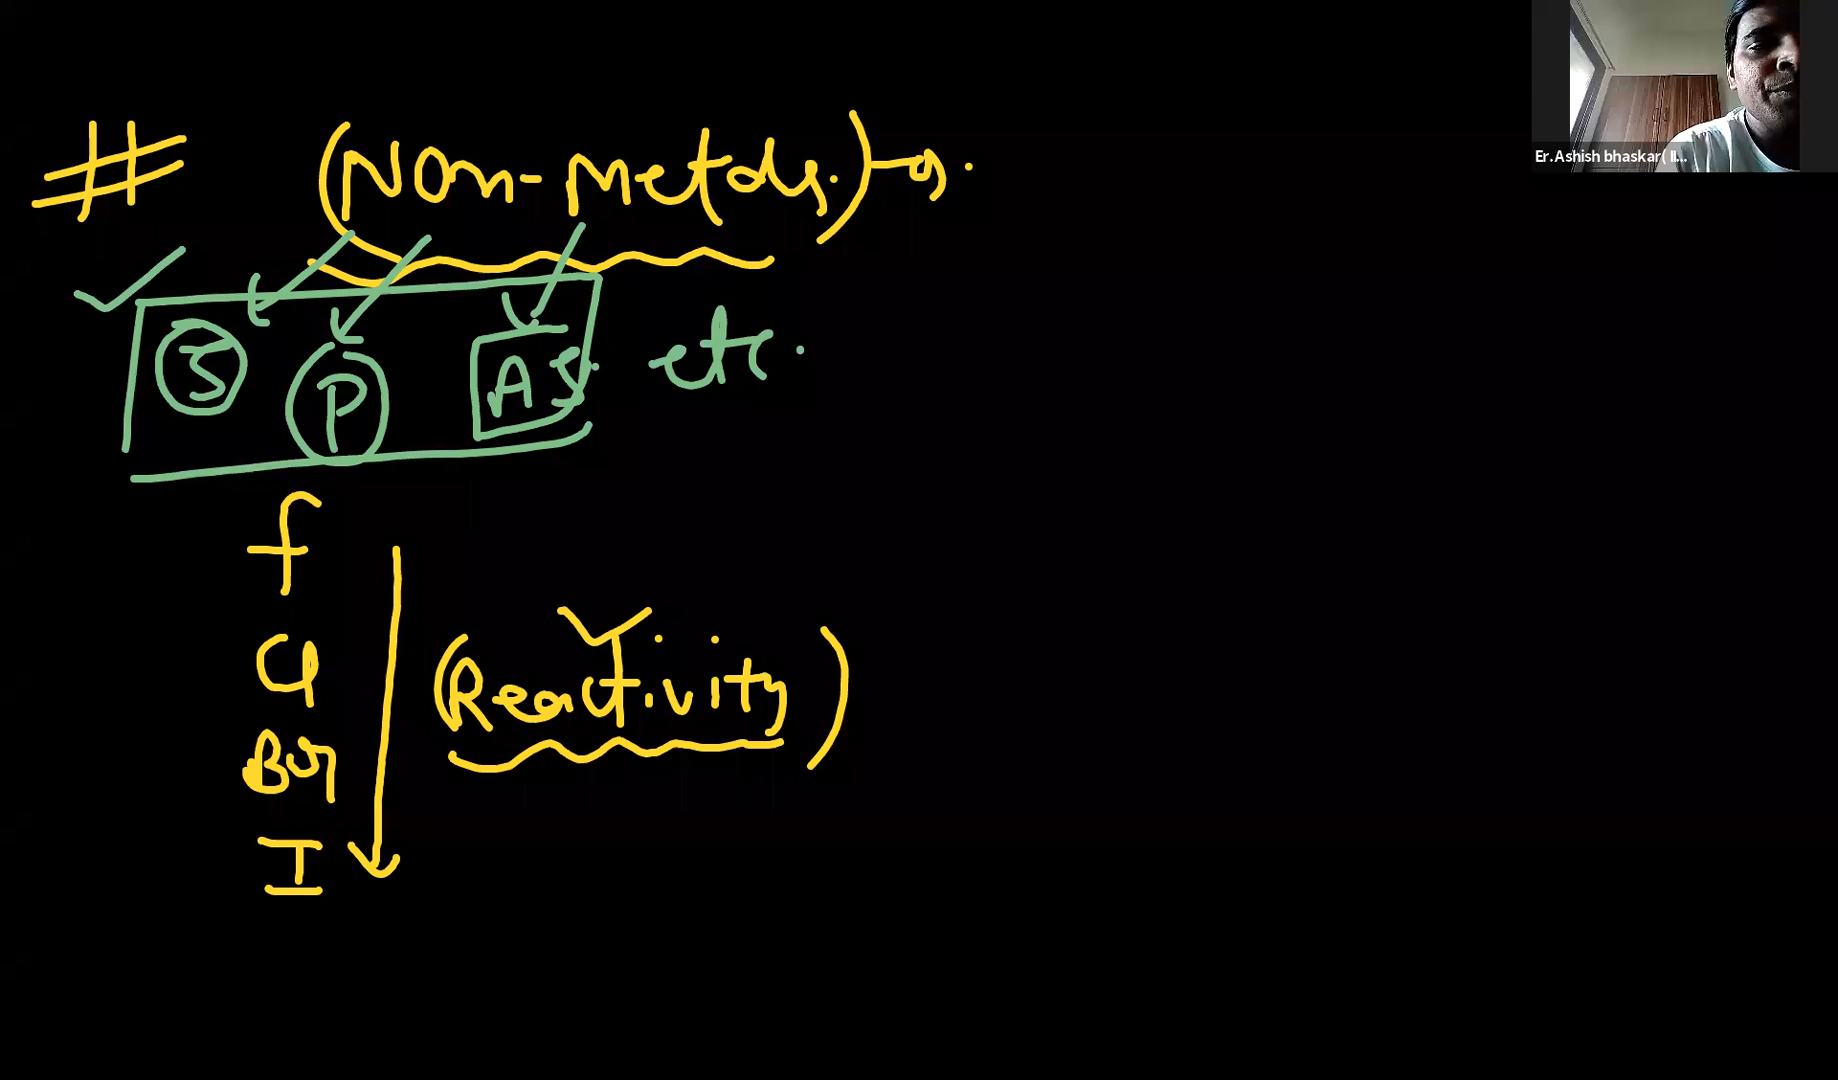 # (Non-Metals.)-
Er.Ashish bhaskar( II...
S P As. etc.
F
Cl
(Reactivity)
Br
I